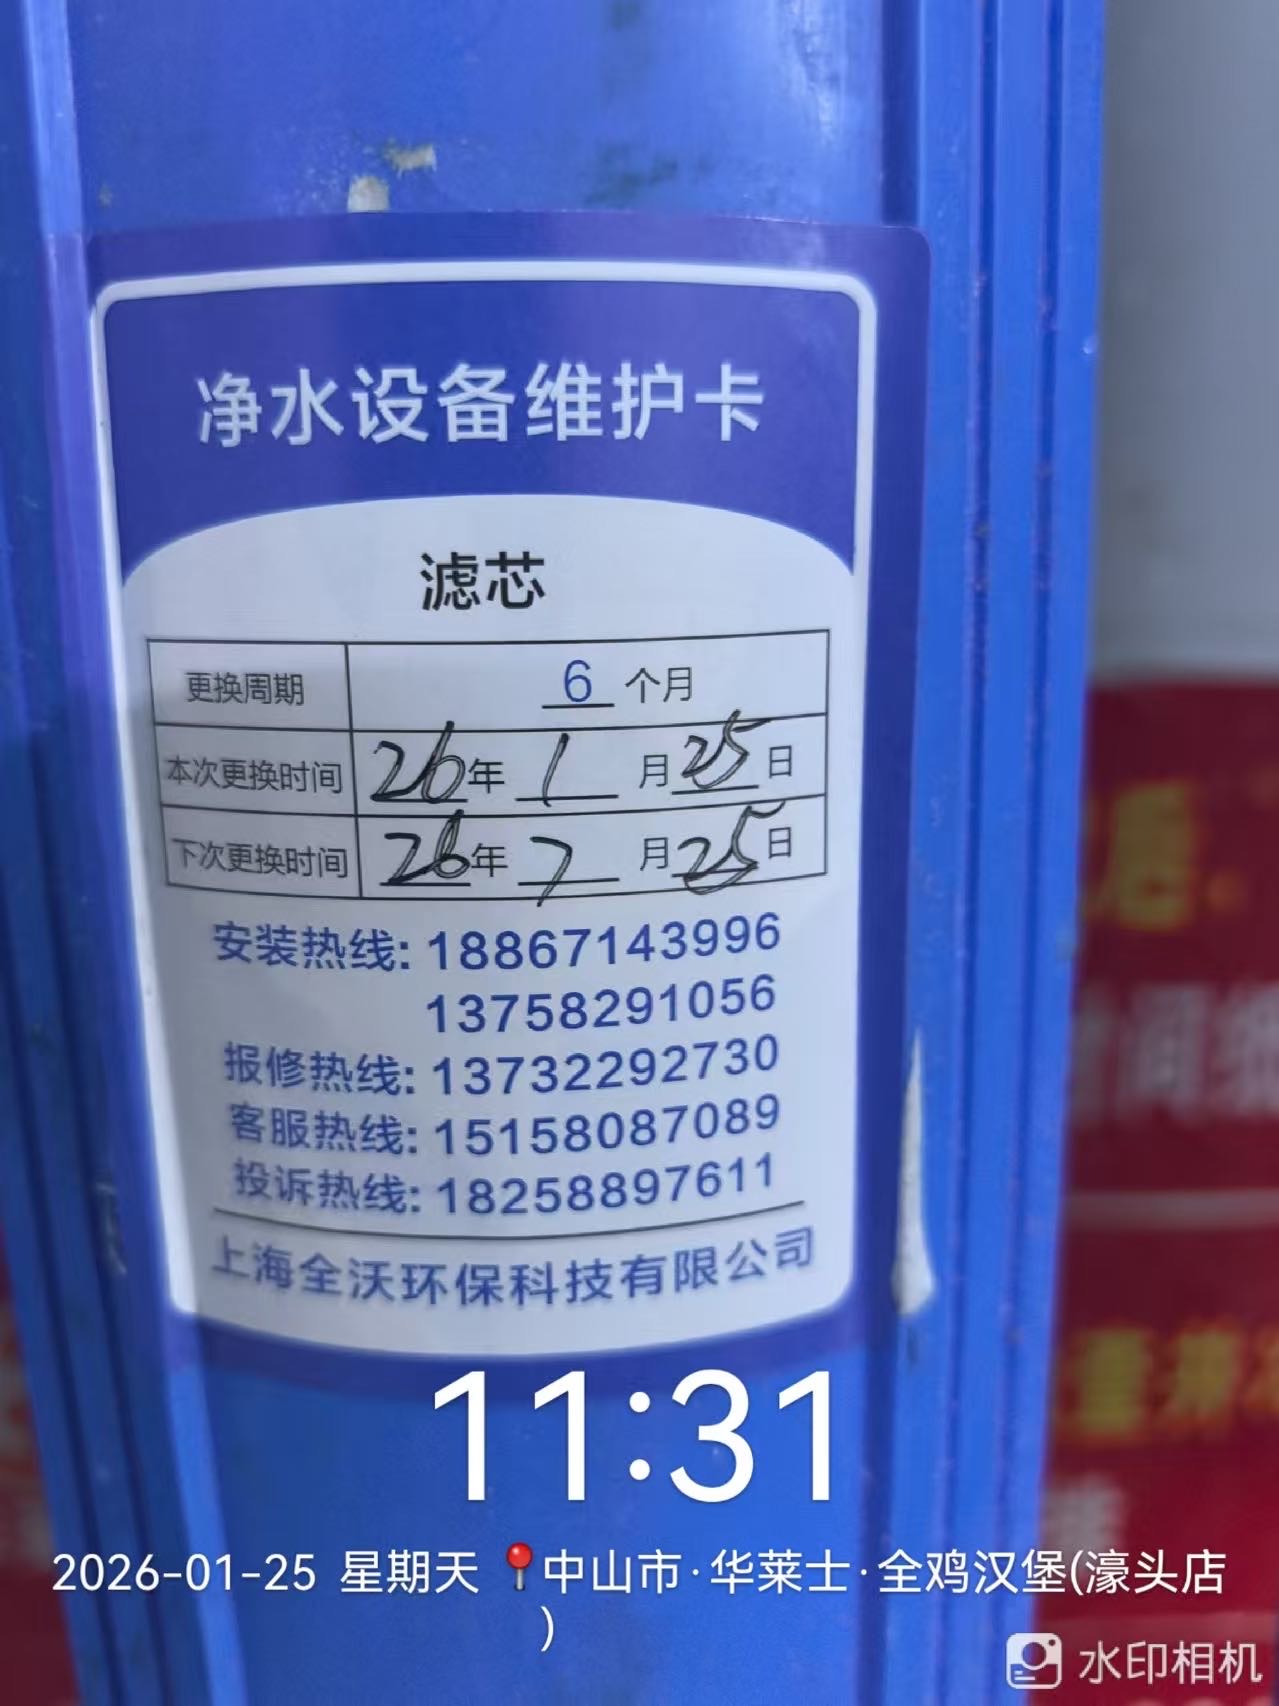 净水设备维护卡
滤芯
更换周期 6 个月
本次更换时间 26年 1 月25日
下次更换时间 26年 7 月25日
安装热线:18867143996
13758291056
报修热线:13732292730
客服热线:15158087089
投诉热线:18258897611
上海全沃环保科技有限公司
11:31
2026-01-25 星期天 中山市·华莱士·全鸡汉堡(濠头店
)
水印相机